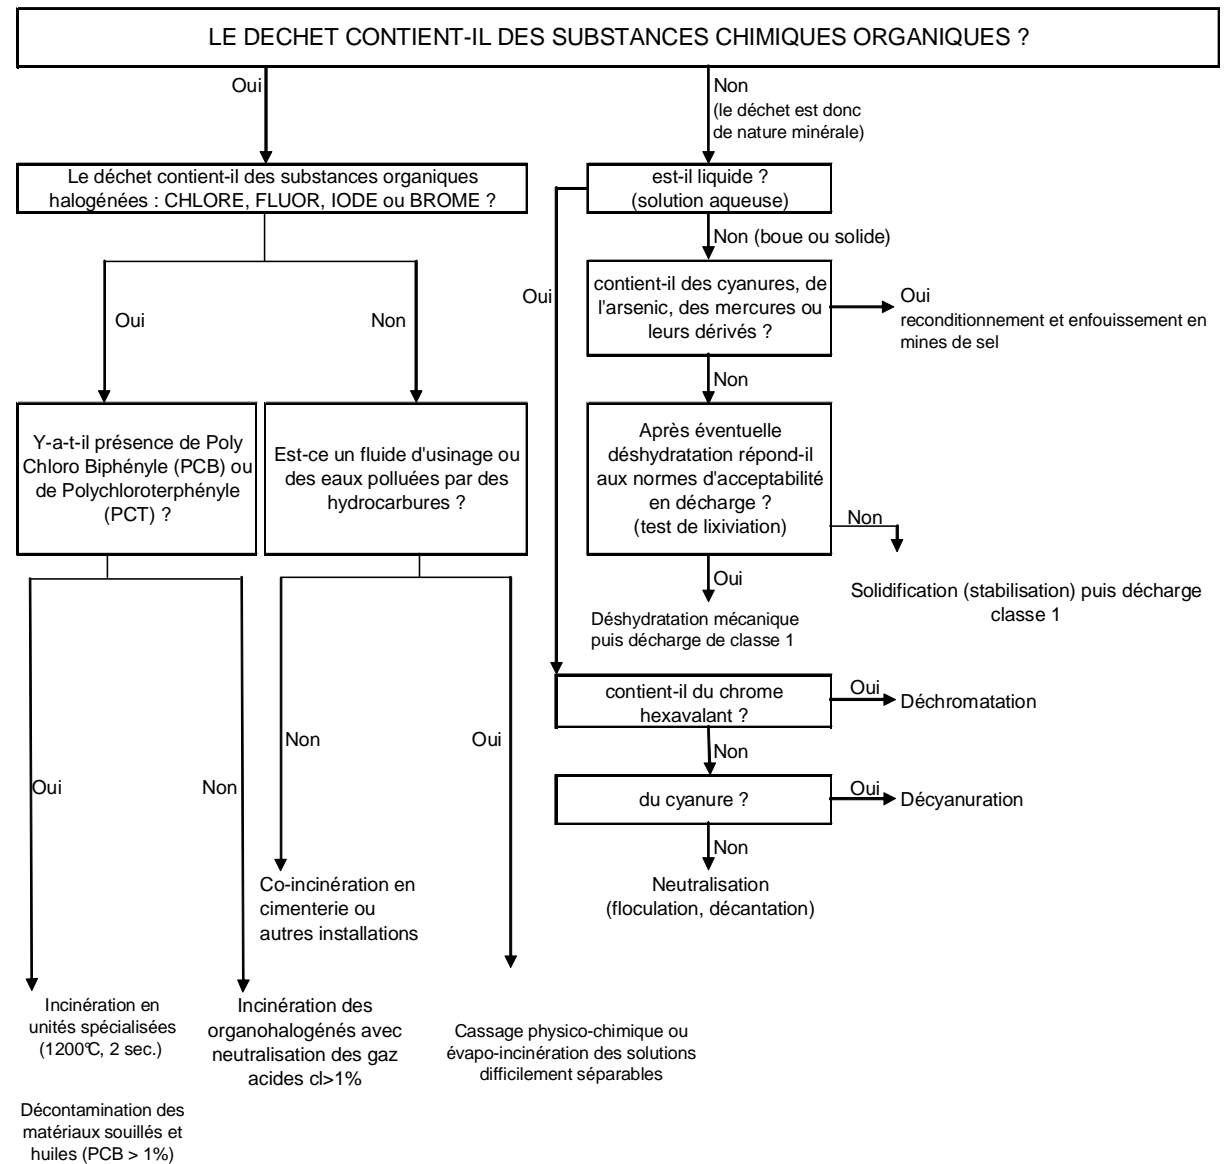 LE DECHET CONTIENT-IL DES SUBSTANCES CHIMIQUES ORGANIQUES ?
Oui
Non
(le déchet est donc
de nature minérale)
Le déchet contient-il des substances organiques
halogénées : CHLORE, FLUOR, IODE ou BROME ?
est-il liquide ?
(solution aqueuse)
Non (boue ou solide)
Oui
Oui
Non
contient-il des cyanures, de
l'arsenic, des mercures ou
leurs dérivés ?
Oui
reconditionnement et enfouissement en
mines de sel
Non
Y-a-t-il présence de Poly
Chloro Biphényle (PCB) ou
de Polychloroterphényle
(PCT) ?
Est-ce un fluide d'usinage ou
des eaux polluées par des
hydrocarbures ?
Après éventuelle
déshydratation répond-il
aux normes d'acceptabilité
en décharge ?
(test de lixiviation)
Non
Oui
Solidification (stabilisation) puis décharge
classe 1
Déshydratation mécanique
puis décharge de classe 1
contient-il du chrome
hexavalant ?
Oui
Déchromatation
Non
Oui
Non
Oui
Non
du cyanure ?
Oui
Décyanuration
Non
Neutralisation
(floculation, décantation)
Co-incinération en
cimenterie ou
autres installations
Incinération en
unités spécialisées
(1200°C, 2 sec.)
Incinération des
organohalogénés avec
neutralisation des gaz
acides cl>1%
Cassage physico-chimique ou
évapo-incinération des solutions
difficilement séparables
Décontamination des
matériaux souillés et
huiles (PCB > 1%)